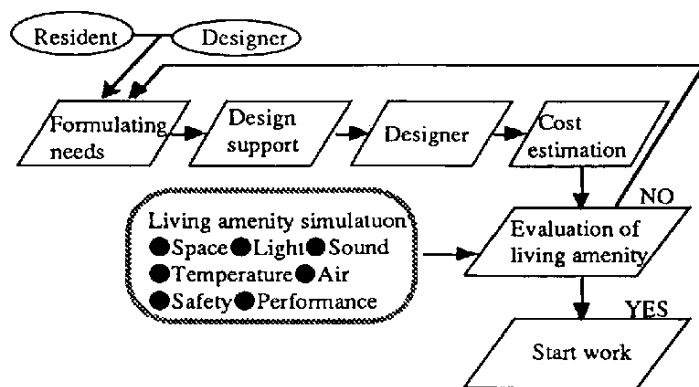 Resident
Designer
Formulating
needs
Design
support
Designer
Cost
estimation
NO
Living amenity simulatuon
●Space ●Light ●Sound
●Temperature ●Air
●Safety ●Performance
Evaluation of
living amenity
YES
Start work